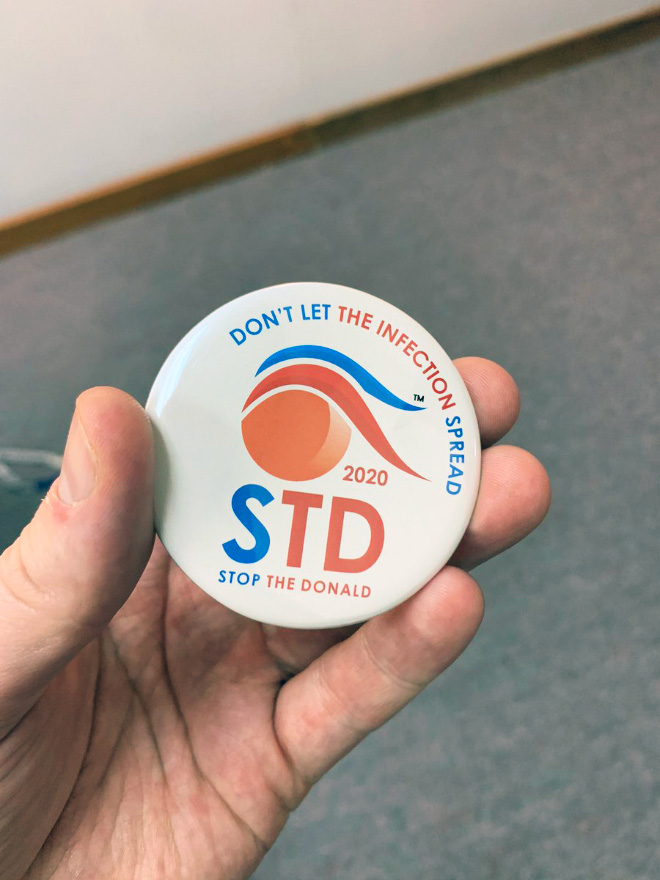 DON'T LET THE INFECTION SPREAD
TM
2020
STD
STOP THE DONALD